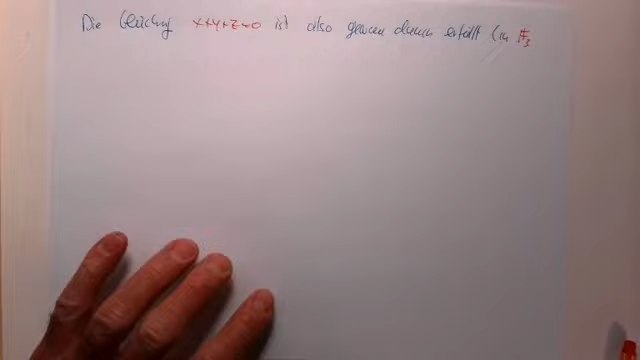 Die Gleichung x+y+z=0 ist also genau dann erfüllt (in F₃